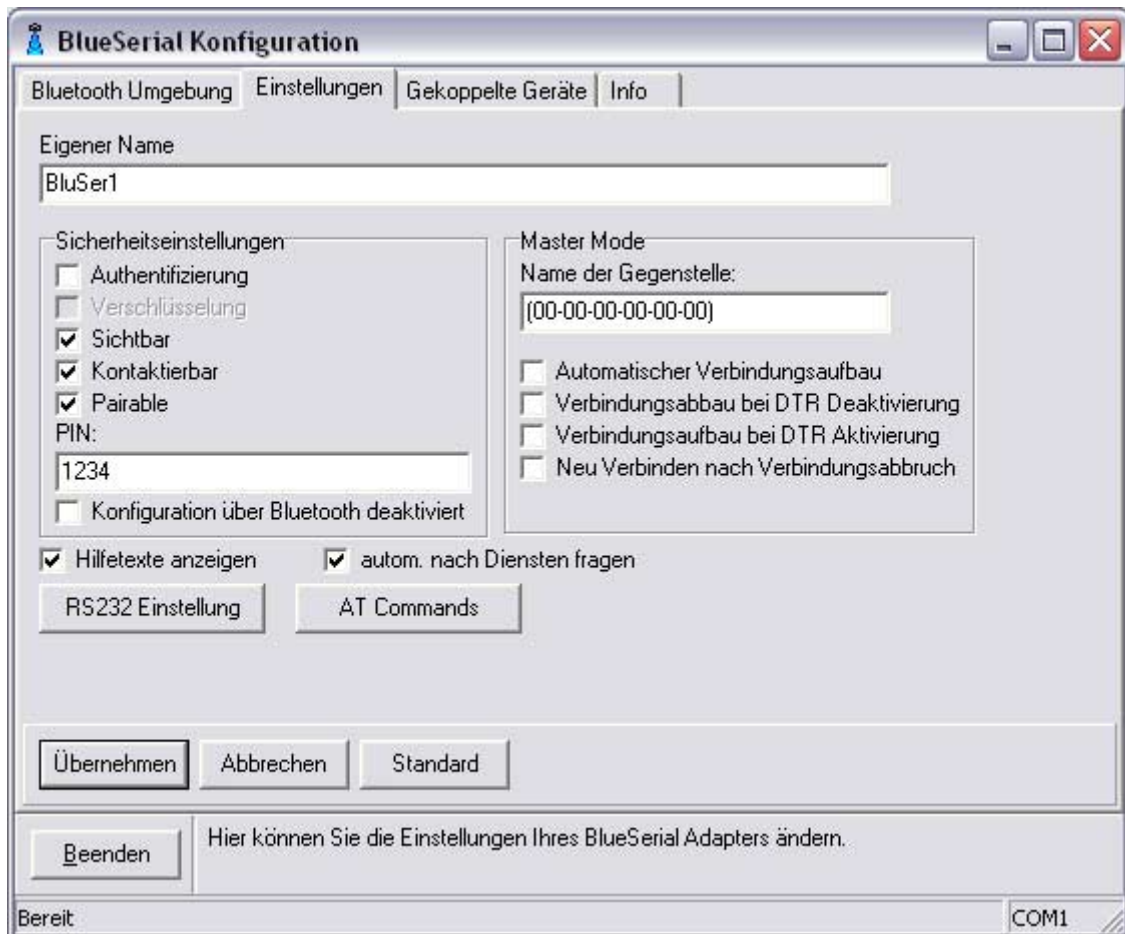 BlueSerial Konfiguration
Bluetooth Umgebung
Einstellungen
Gekoppelte Geräte
Info
Eigener Name
BluSer1
Sicherheitseinstellungen
Authentifizierung
Verschlüsselung
Sichtbar
Kontaktierbar
Pairable
PIN:
1234
Konfiguration über Bluetooth deaktiviert
Master Mode
Name der Gegenstelle:
(00-00-00-00-00-00)
Automatischer Verbindungsaufbau
Verbindungsabbau bei DTR Deaktivierung
Verbindungsaufbau bei DTR Aktivierung
Neu Verbinden nach Verbindungsabbruch
Hilfetexte anzeigen
autom. nach Diensten fragen
RS232 Einstellung
AT Commands
Übernehmen
Abbrechen
Standard
Beenden
Hier können Sie die Einstellungen Ihres BlueSerial Adapters ändern.
Bereit
COM1